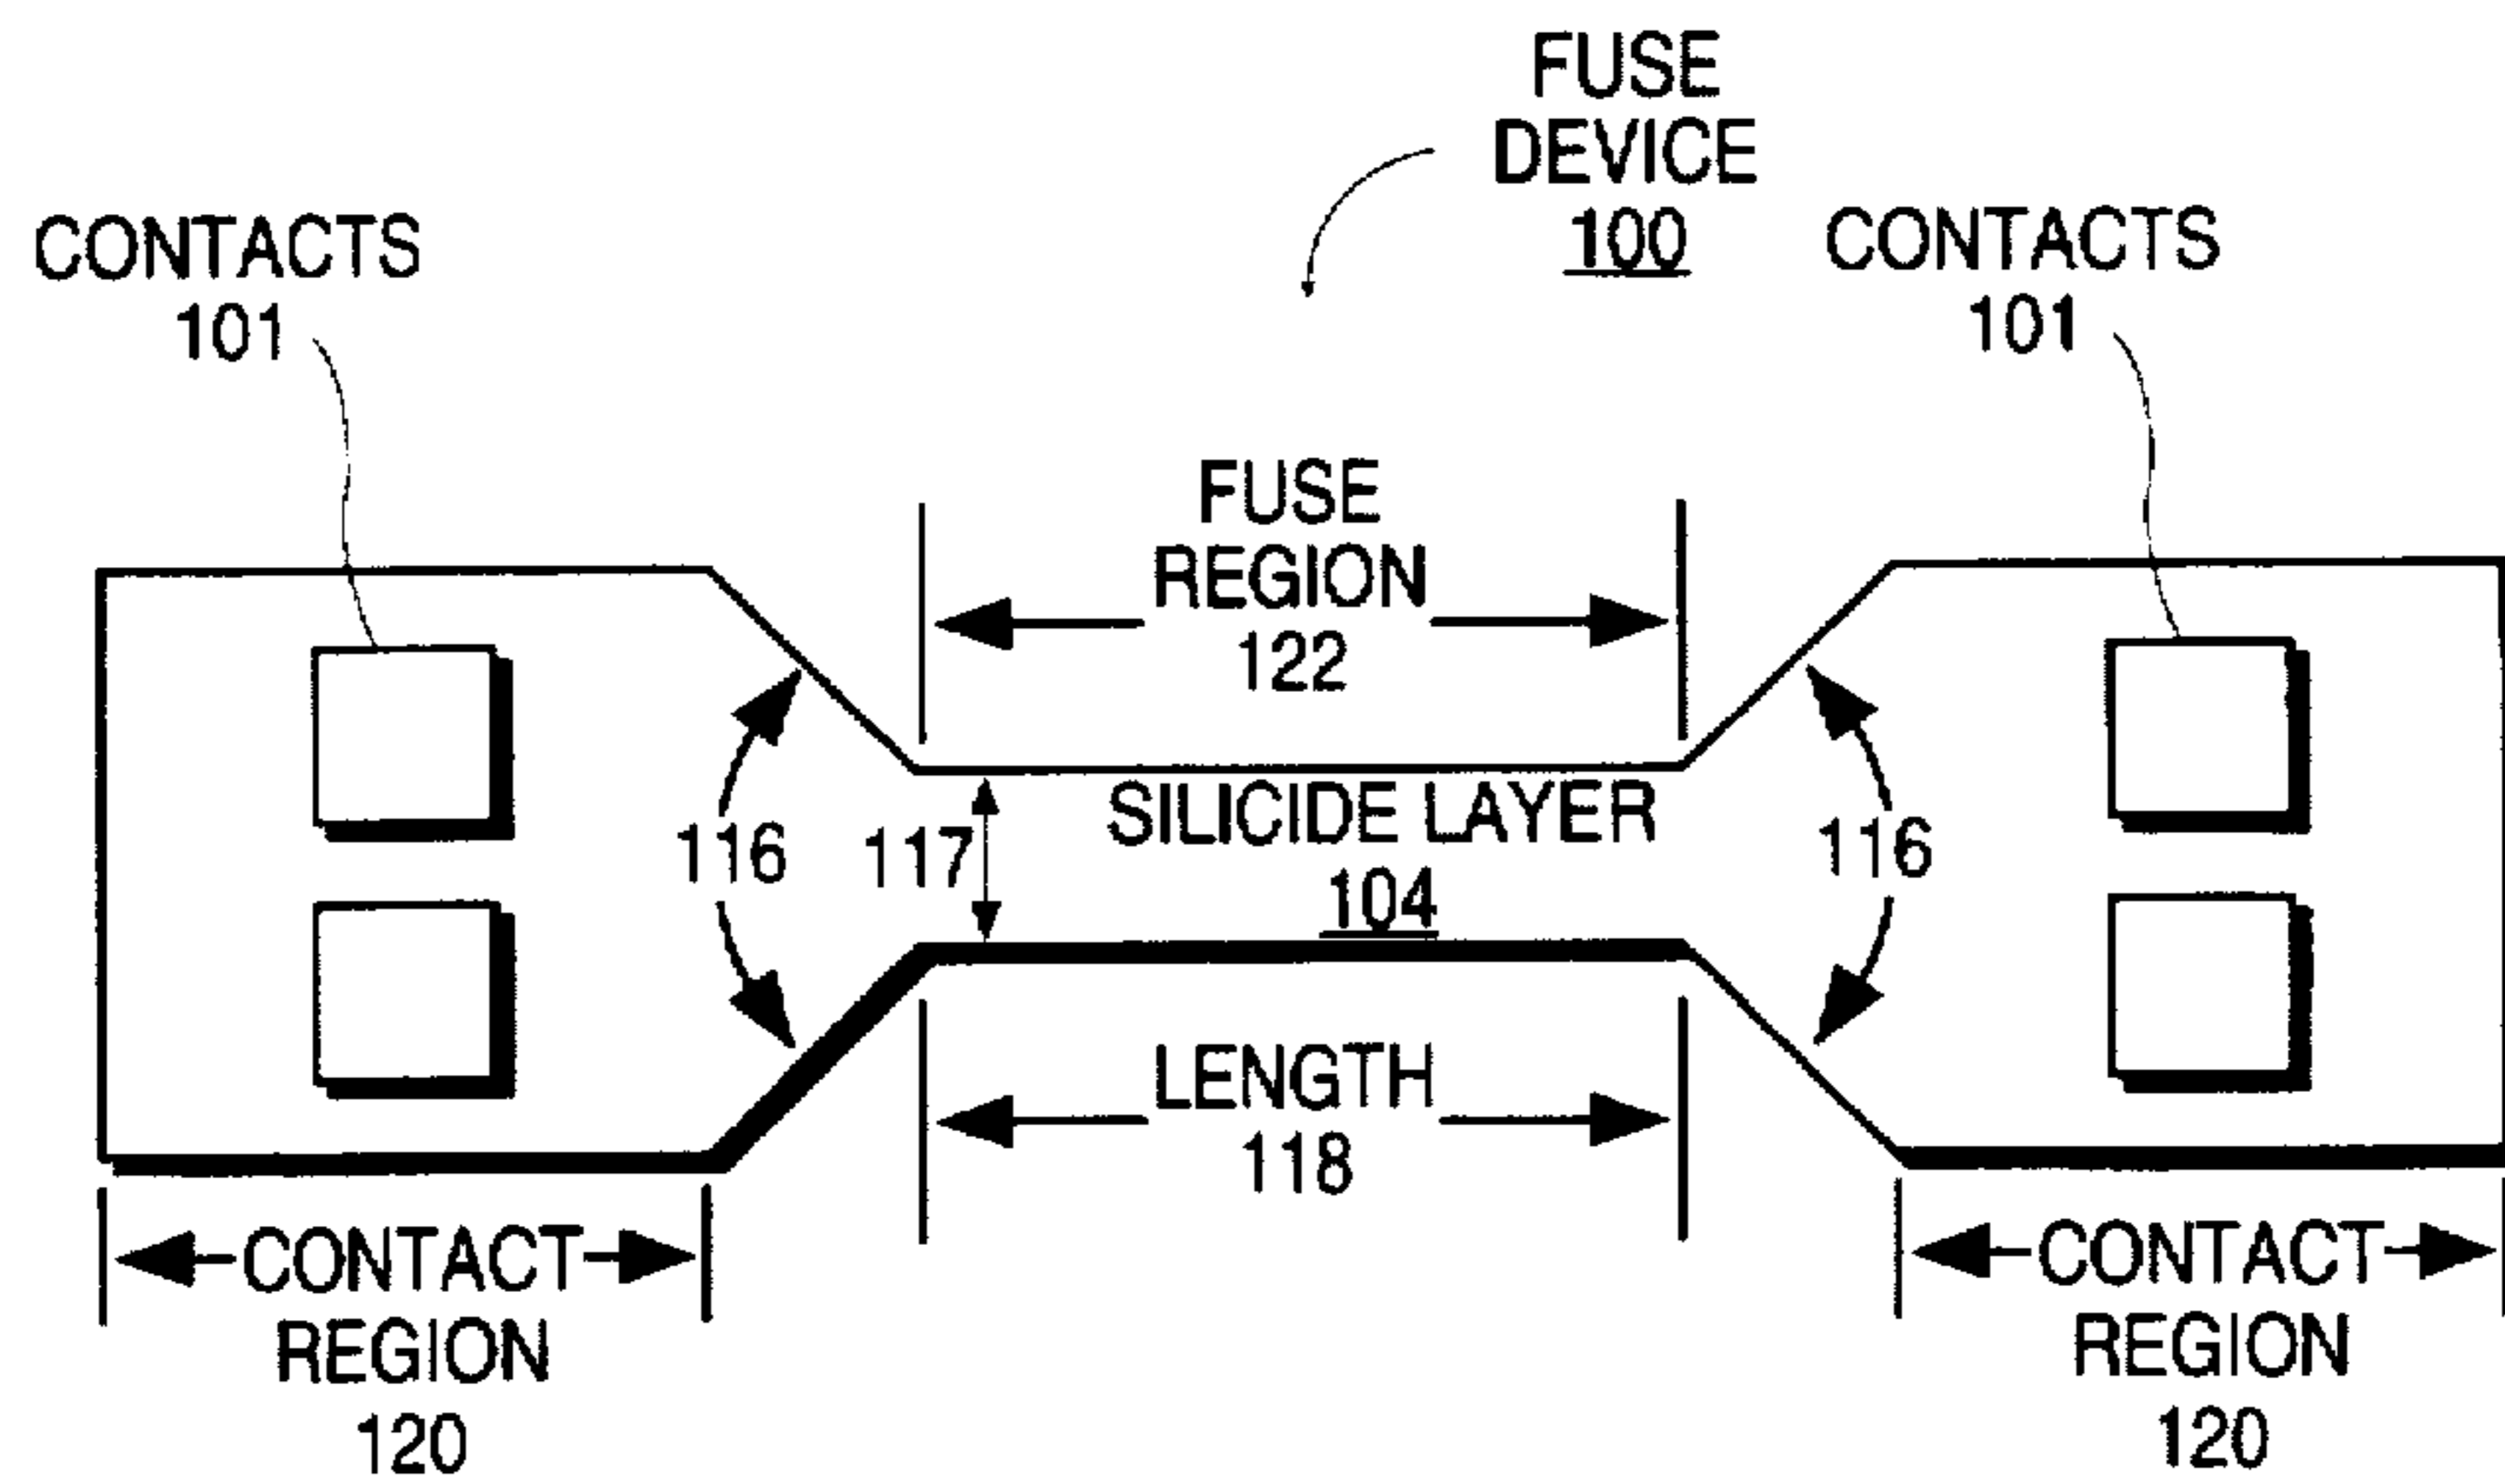 FUSE
DEVICE
100
CONTACTS
101
CONTACTS
101
FUSE
REGION
122
SILICIDE LAYER
104
116
117
116
LENGTH
118
CONTACT
REGION
120
CONTACT
REGION
120